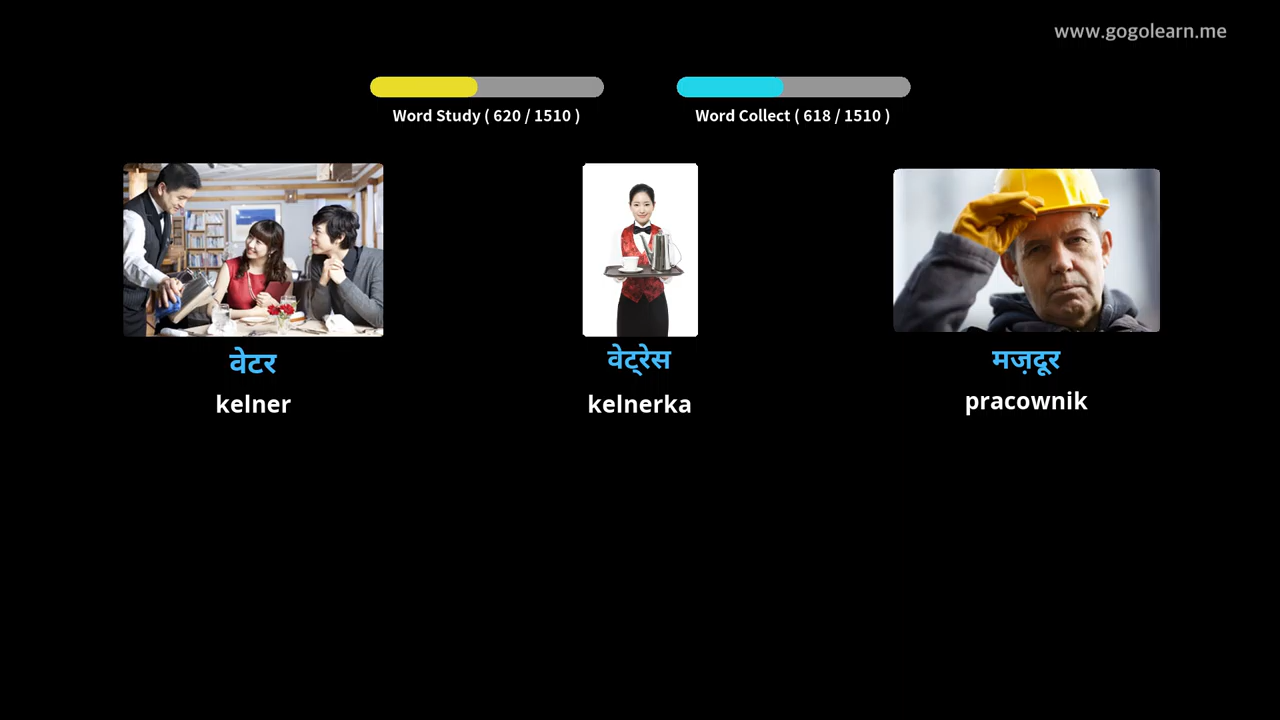 www.gogolearn.me
Word Study ( 620 / 1510 )
Word Collect ( 618 / 1510 )
वेटर
kelner
वेट्रेस
kelnerka
मज़दूर
pracownik